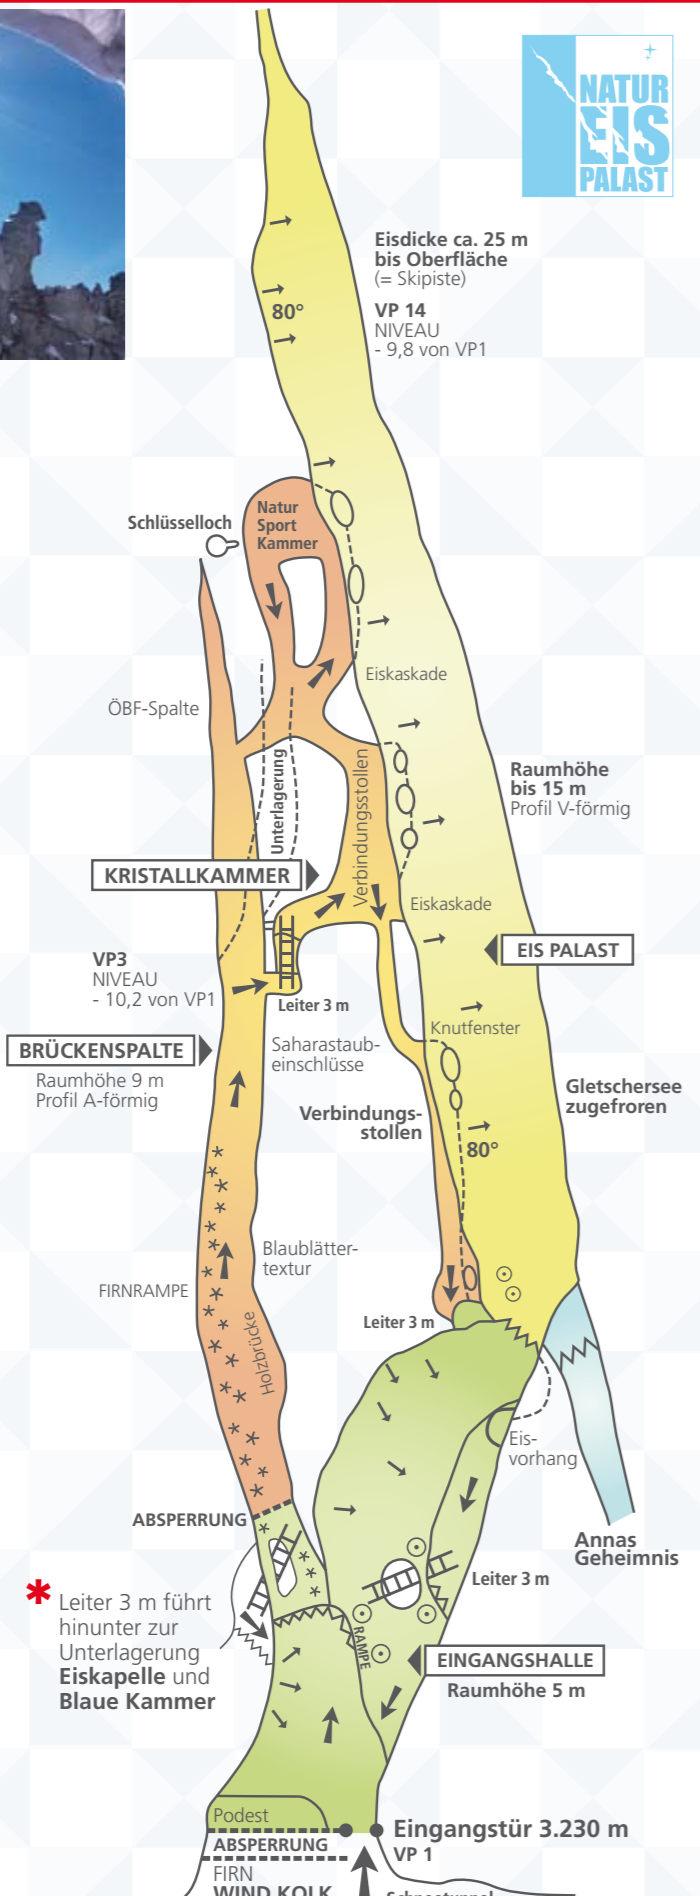 NATUR
EIS
PALAST
Eisdicke ca. 25 m
bis Oberfläche
(= Skipiste)
VP 14
NIVEAU
- 9,8 von VP1
80°
Natur
Sport
Kammer
Schlüsselloch
Eiskaskade
ÖBF-Spalte
Unterlagerung
Verbindungsstollen
Raumhöhe
bis 15 m
Profil V-förmig
KRISTALLKAMMER
Eiskaskade
EIS PALAST
VP3
NIVEAU
- 10,2 von VP1
Leiter 3 m
Knutfenster
BRÜCKENSPALTE
Raumhöhe 9 m
Profil A-förmig
Saharastaub-
einschlüsse
Gletschersee
zugefroren
Verbindungs-
stollen
80°
Blaublätter-
textur
FIRNRAMPE
Holzbrücke
Leiter 3 m
Eis-
vorhang
ABSPERRUNG
Annas
Geheimnis
Leiter 3 m
* Leiter 3 m führt
hinunter zur
Unterlagerung
Eiskapelle und
Blaue Kammer
RAMPE
EINGANGSHALLE
Raumhöhe 5 m
Podest
Eingangstür 3.230 m
VP 1
ABSPERRUNG
FIRN
WIND KOLK
Schneetunnel